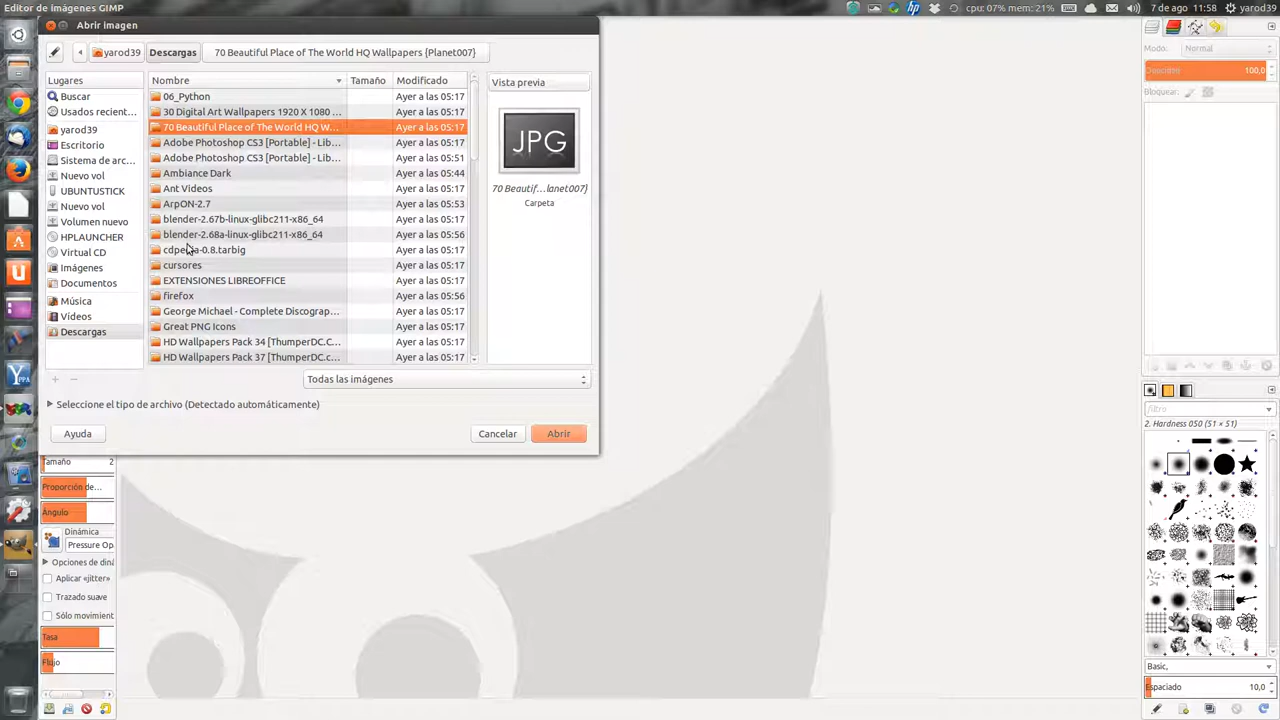 Editor de Imágenes GIMP
cpu: 07% mem: 21%
7 de ago 11:58
yarod39
Abrir imagen
yarod39
Descargas
70 Beautiful Place of The World HQ Wallpapers {Planet007}
Lugares
Buscar
Usados recient...
yarod39
Escritorio
Sistema de arc...
Nuevo vol
UBUNTUSTICK
Nuevo vol
Volumen nuevo
HPLAUNCHER
Virtual CD
Imágenes
Documentos
Música
Vídeos
Descargas
Nombre Tamaño Modificado
06_Python Ayer a las 05:17
30 Digital Art Wallpapers 1920 X 1080 ... Ayer a las 05:17
70 Beautiful Place of The World HQ W... Ayer a las 05:17
Adobe Photoshop CS3 [Portable] - Lib... Ayer a las 05:17
Adobe Photoshop CS3 [Portable] - Lib... Ayer a las 05:51
Ambiance Dark Ayer a las 05:44
Ant Videos Ayer a las 05:17
ArpON-2.7 Ayer a las 05:53
blender-2.67b-linux-glibc211-x86_64 Ayer a las 05:17
blender-2.68a-linux-glibc211-x86_64 Ayer a las 05:56
Ayer a las 05:17
cursores Ayer a las 05:17
EXTENSIONES LIBREOFFICE Ayer a las 05:17
firefox Ayer a las 05:56
George Michael - Complete Discograp... Ayer a las 05:17
Great PNG Icons Ayer a las 05:17
HD Wallpapers Pack 34 [ThumperDC.c... Ayer a las 05:17
HD Wallpapers Pack 37 [ThumperDC.c... Ayer a las 05:17
Vista previa
JPG
70 Beautif...lanet007}
Carpeta
Todas las imágenes
Seleccione el tipo de archivo (Detectado automáticamente)
Ayuda
Cancelar
Abrir
Tamaño 2
Proporción de...
Ángulo
Dinámica
Pressure Op
Opciones de diná
Aplicar «jitter»
Trazado suave
Sólo movimient
Tasa
Flujo
Modo: Normal
Opacidad 100,0
Bloquear:
filtro
2. Hardness 050 (51 × 51)
Basic,
Espaciado 10,0